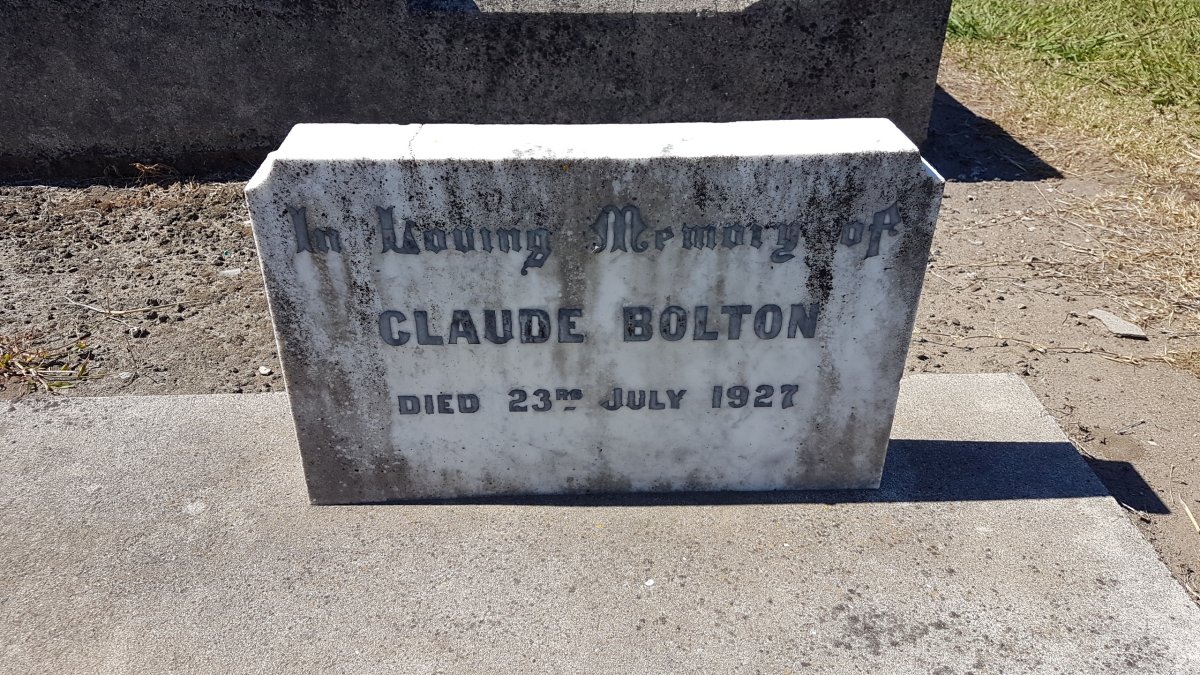 In Loving Memory of
CLAUDE BOLTON
DIED 23RD JULY 1927